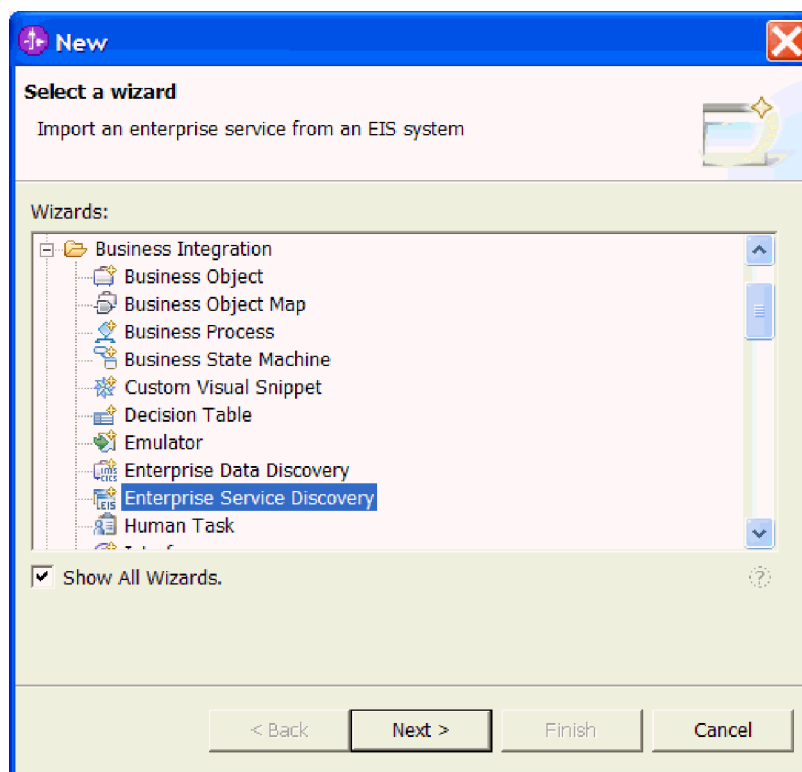 New
Select a wizard
Import an enterprise service from an EIS system
Wizards:
Business Integration
Business Object
Business Object Map
Business Process
Business State Machine
Custom Visual Snippet
Decision Table
Emulator
Enterprise Data Discovery
Enterprise Service Discovery
Human Task
Show All Wizards.
< Back Next > Finish Cancel